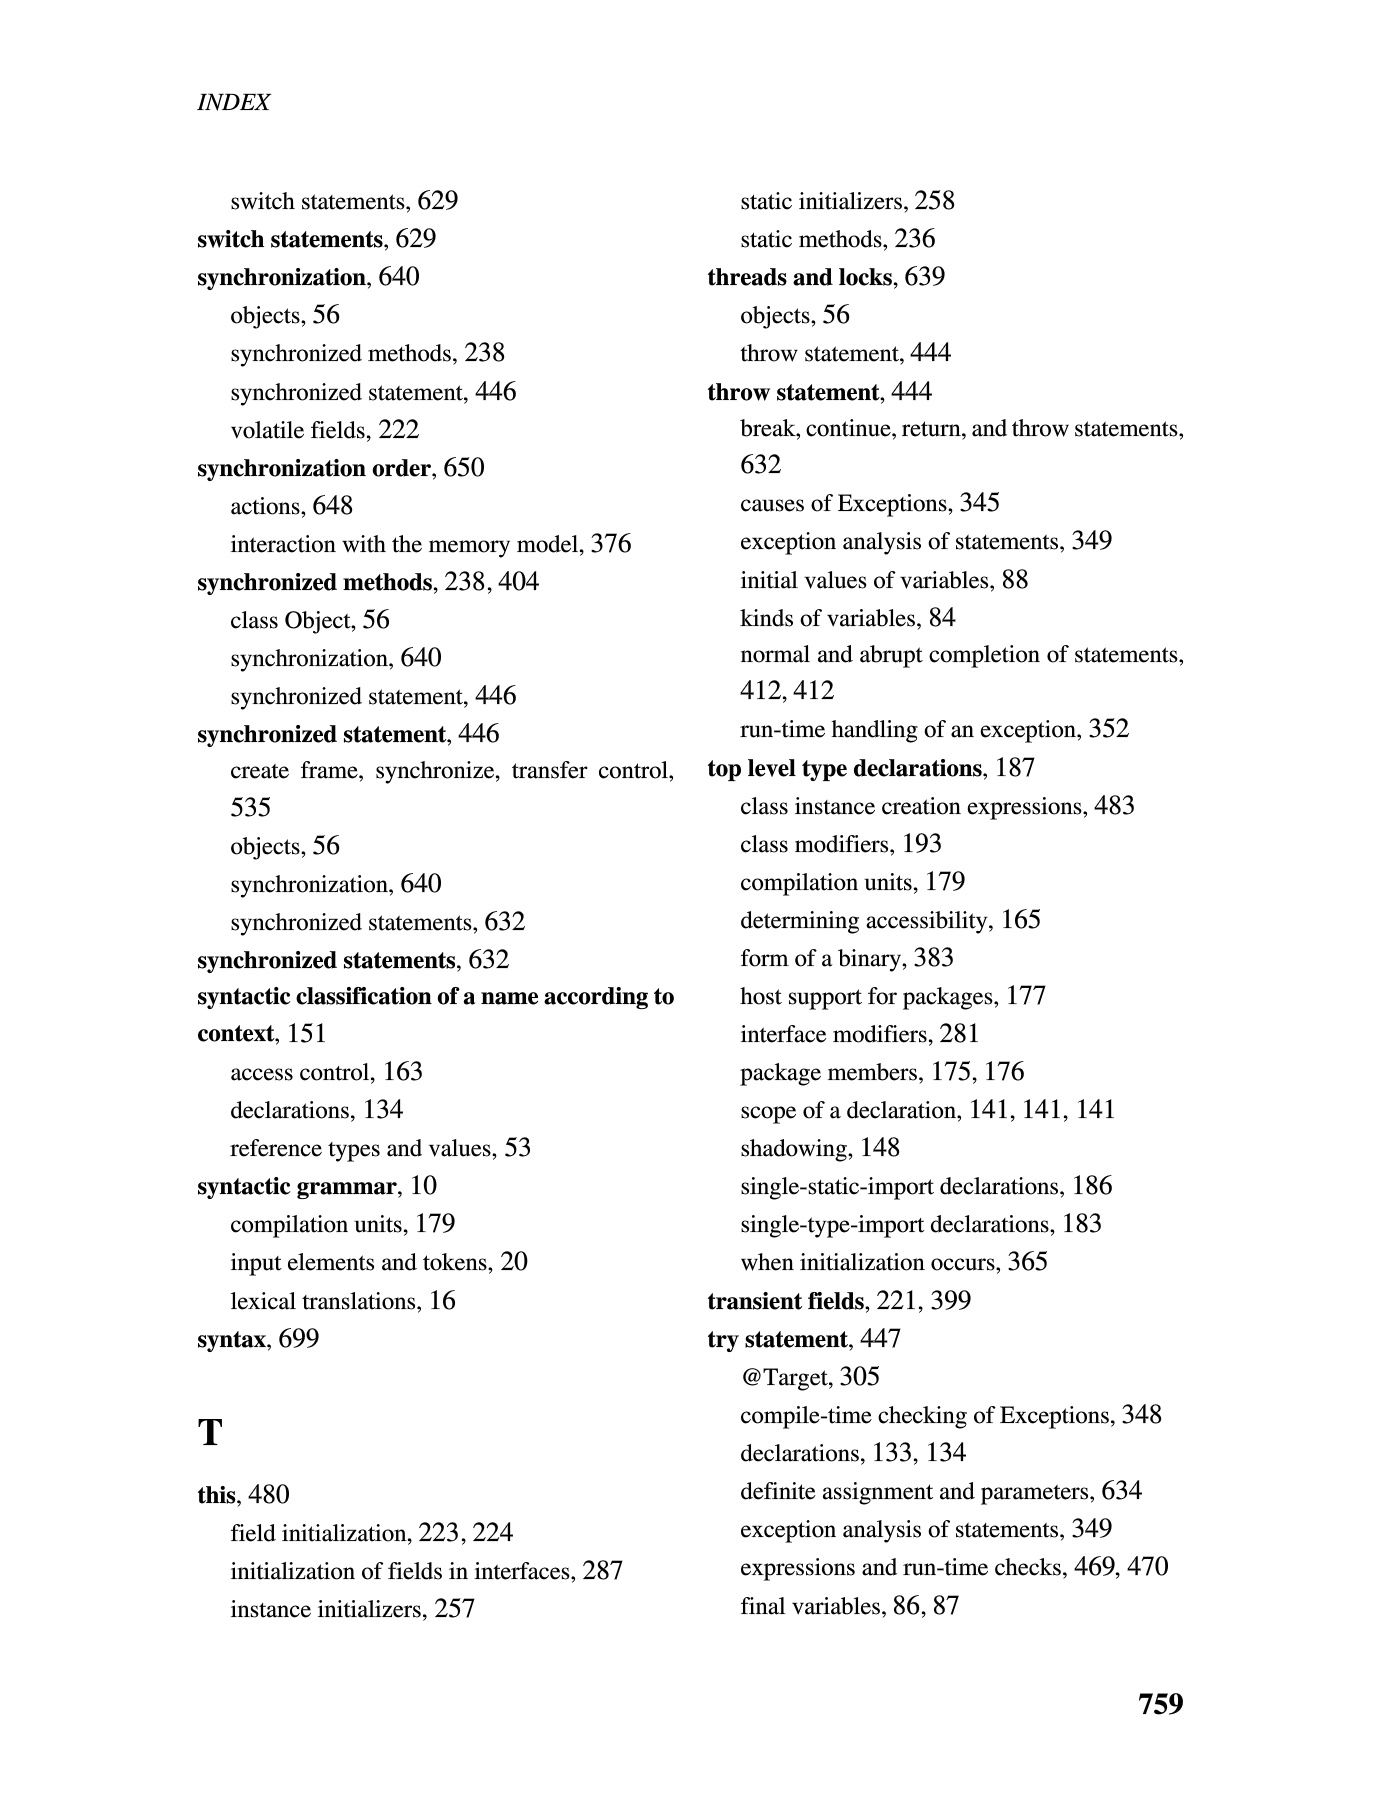 INDEX
switch statements, 629
switch statements, 629
synchronization, 640
objects, 56
synchronized methods, 238
synchronized statement, 446
volatile fields, 222
synchronization order, 650
actions, 648
interaction with the memory model, 376
synchronized methods, 238, 404
class Object, 56
synchronization, 640
synchronized statement, 446
synchronized statement, 446
create frame, synchronize, transfer control,
535
objects, 56
synchronization, 640
synchronized statements, 632
synchronized statements, 632
syntactic classification of a name according to
context, 151
access control, 163
declarations, 134
reference types and values, 53
syntactic grammar, 10
compilation units, 179
input elements and tokens, 20
lexical translations, 16
syntax, 699
T
this, 480
field initialization, 223, 224
initialization of fields in interfaces, 287
instance initializers, 257
static initializers, 258
static methods, 236
threads and locks, 639
objects, 56
throw statement, 444
throw statement, 444
break, continue, return, and throw statements,
632
causes of Exceptions, 345
exception analysis of statements, 349
initial values of variables, 88
kinds of variables, 84
normal and abrupt completion of statements,
412, 412
run-time handling of an exception, 352
top level type declarations, 187
class instance creation expressions, 483
class modifiers, 193
compilation units, 179
determining accessibility, 165
form of a binary, 383
host support for packages, 177
interface modifiers, 281
package members, 175, 176
scope of a declaration, 141, 141, 141
shadowing, 148
single-static-import declarations, 186
single-type-import declarations, 183
when initialization occurs, 365
transient fields, 221, 399
try statement, 447
@Target, 305
compile-time checking of Exceptions, 348
declarations, 133, 134
definite assignment and parameters, 634
exception analysis of statements, 349
expressions and run-time checks, 469, 470
final variables, 86, 87
759